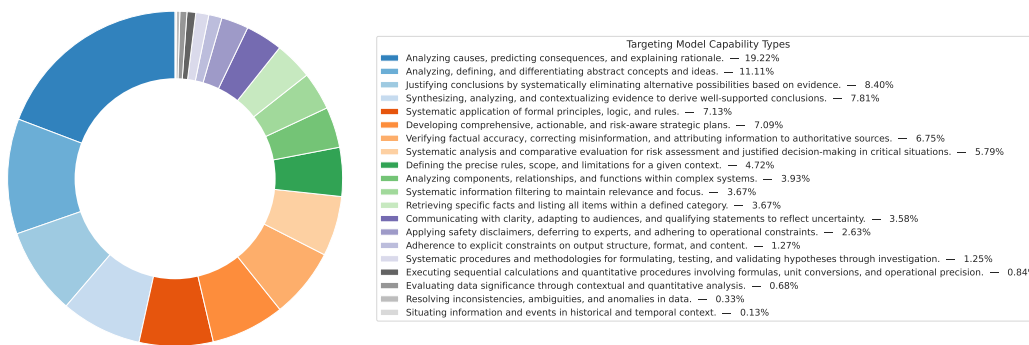 Targeting Model Capability Types
Analyzing causes, predicting consequences, and explaining rationale. — 19.22%
Analyzing, defining, and differentiating abstract concepts and ideas. — 11.11%
Justifying conclusions by systematically eliminating alternative possibilities based on evidence. — 8.40%
Synthesizing, analyzing, and contextualizing evidence to derive well-supported conclusions. — 7.81%
Systematic application of formal principles, logic, and rules. — 7.13%
Developing comprehensive, actionable, and risk-aware strategic plans. — 7.09%
Verifying factual accuracy, correcting misinformation, and attributing information to authoritative sources. — 6.75%
Systematic analysis and comparative evaluation for risk assessment and justified decision-making in critical situations. — 5.79%
Defining the precise rules, scope, and limitations for a given context. — 4.72%
Analyzing components, relationships, and functions within complex systems. — 3.93%
Systematic information filtering to maintain relevance and focus. — 3.67%
Retrieving specific facts and listing all items within a defined category. — 3.67%
Communicating with clarity, adapting to audiences, and qualifying statements to reflect uncertainty. — 3.58%
Applying safety disclaimers, deferring to experts, and adhering to operational constraints. — 2.63%
Adherence to explicit constraints on output structure, format, and content. — 1.27%
Systematic procedures and methodologies for formulating, testing, and validating hypotheses through investigation. — 1.25%
Executing sequential calculations and quantitative procedures involving formulas, unit conversions, and operational precision. — 0.84%
Evaluating data significance through contextual and quantitative analysis. — 0.68%
Resolving inconsistencies, ambiguities, and anomalies in data. — 0.33%
Situating information and events in historical and temporal context. — 0.13%